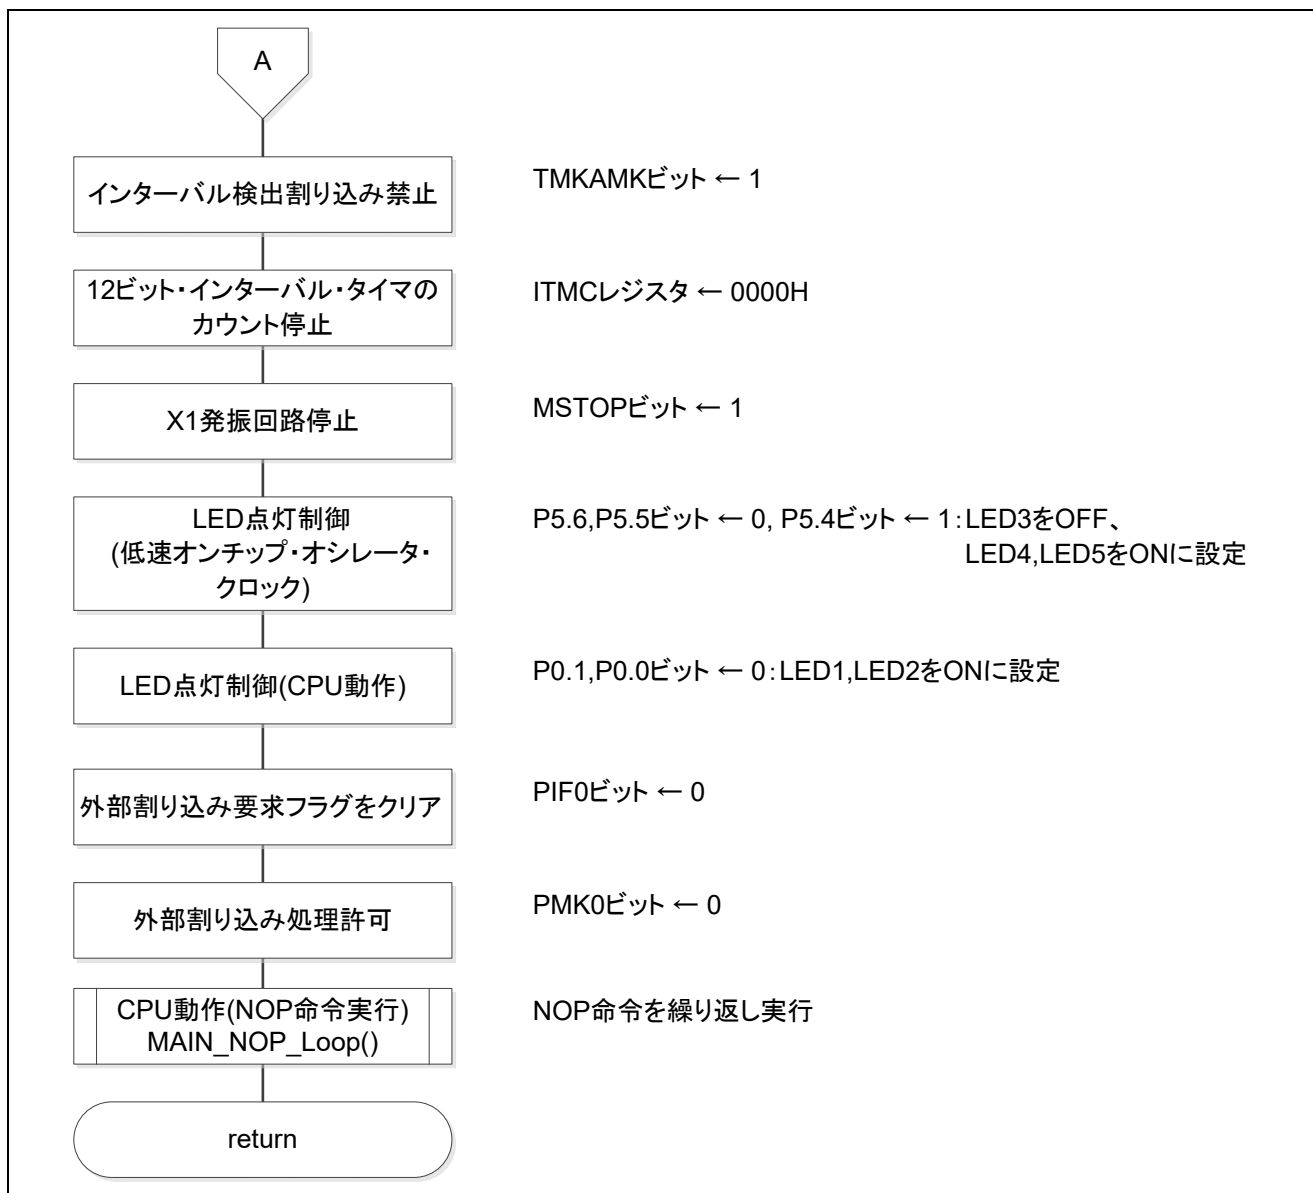 A
インターバル検出割り込み禁止
TMKAMKビット ← 1
12ビット・インターバル・タイマの
カウント停止
ITMCレジスタ ← 0000H
X1発振回路停止
MSTOPビット ← 1
LED点灯制御
(低速オンチップ・オシレータ・
クロック)
P5.6,P5.5ビット ← 0, P5.4ビット ← 1:LED3をOFF、
LED4,LED5をONに設定
LED点灯制御(CPU動作)
P0.1,P0.0ビット ← 0:LED1,LED2をONに設定
外部割り込み要求フラグをクリア
PIF0ビット ← 0
外部割り込み処理許可
PMK0ビット ← 0
CPU動作(NOP命令実行)
MAIN_NOP_Loop()
NOP命令を繰り返し実行
return